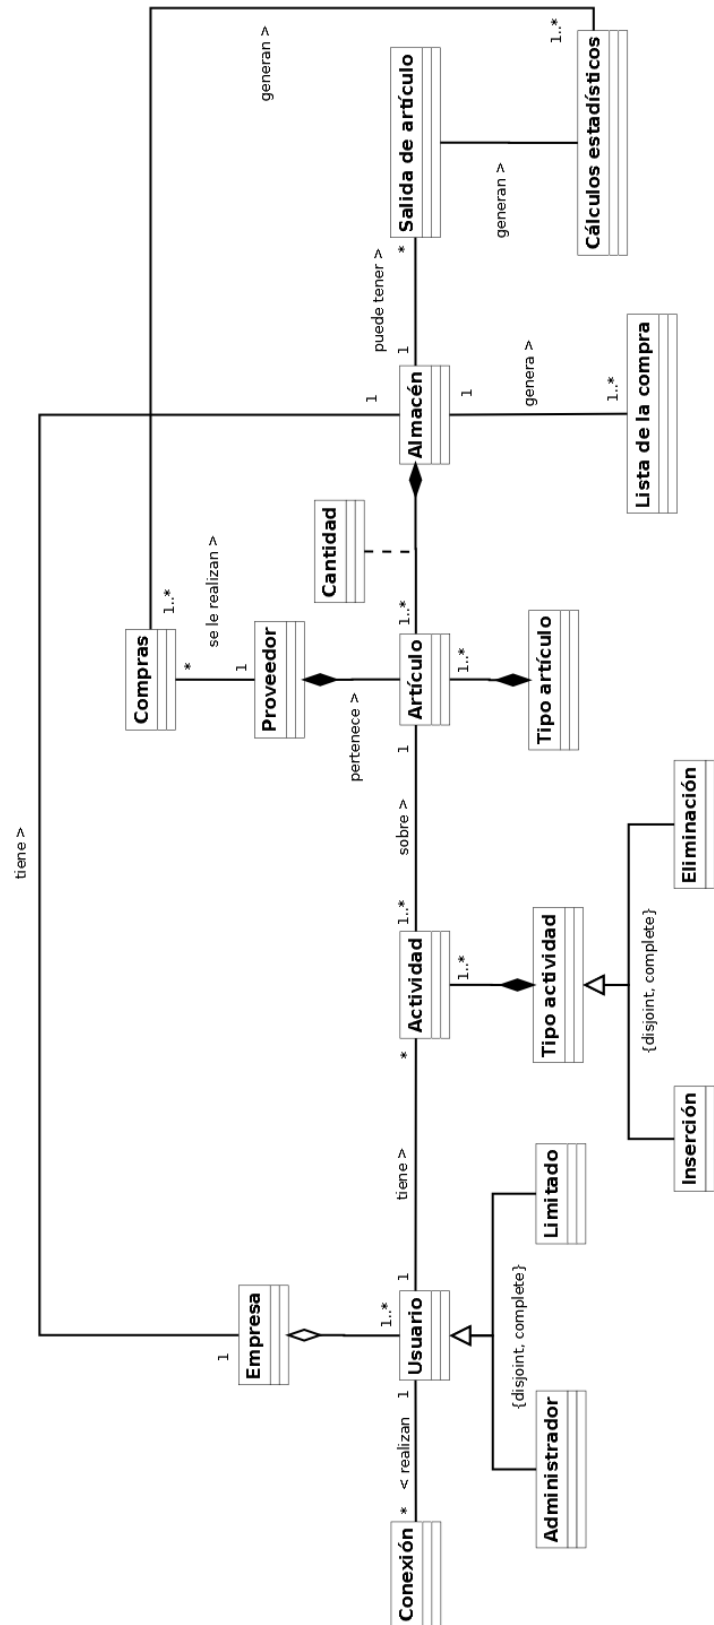 tiene >
generan >
1..*
Compras
1..*
*
se le realizan >
1
Proveedor
pertenece >
Empresa
1
1
Cantidad
puede tener >
Salida de artículo
*
1
Almacén
1
generan >
Cálculos estadísticos
genera >
1..*
Lista de la compra
1..*
Artículo
1..*
1
Tipo artículo
sobre >
1..*
Actividad
1..*
*
Tipo actividad
{disjoint, complete}
Inserción
Eliminación
tiene >
1
1..*
Usuario
1
< realizan
*
Conexión
{disjoint, complete}
Administrador
Limitado